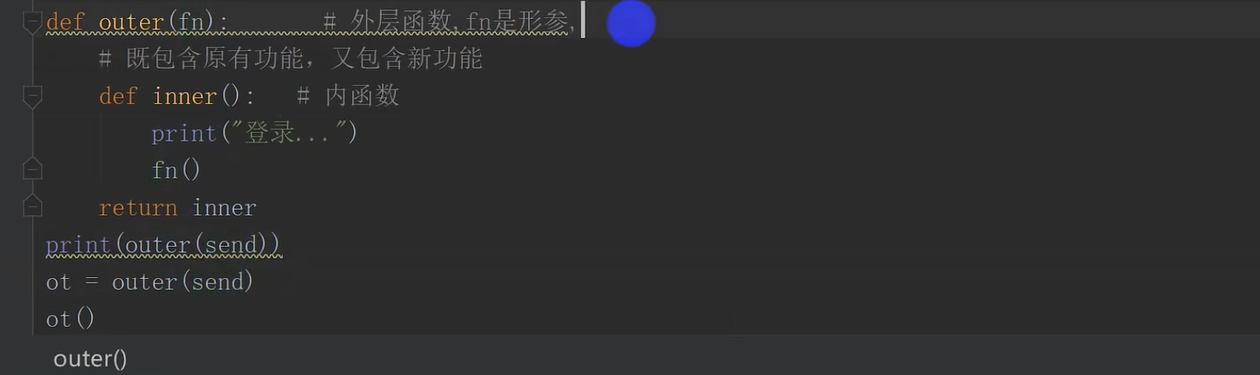 def outer(fn):        # 外层函数,fn是形参,
    # 既包含原有功能，又包含新功能
    def inner():   # 内函数
        print("登录...")
        fn()
    return inner
print(outer(send))
ot = outer(send)
ot()
outer()